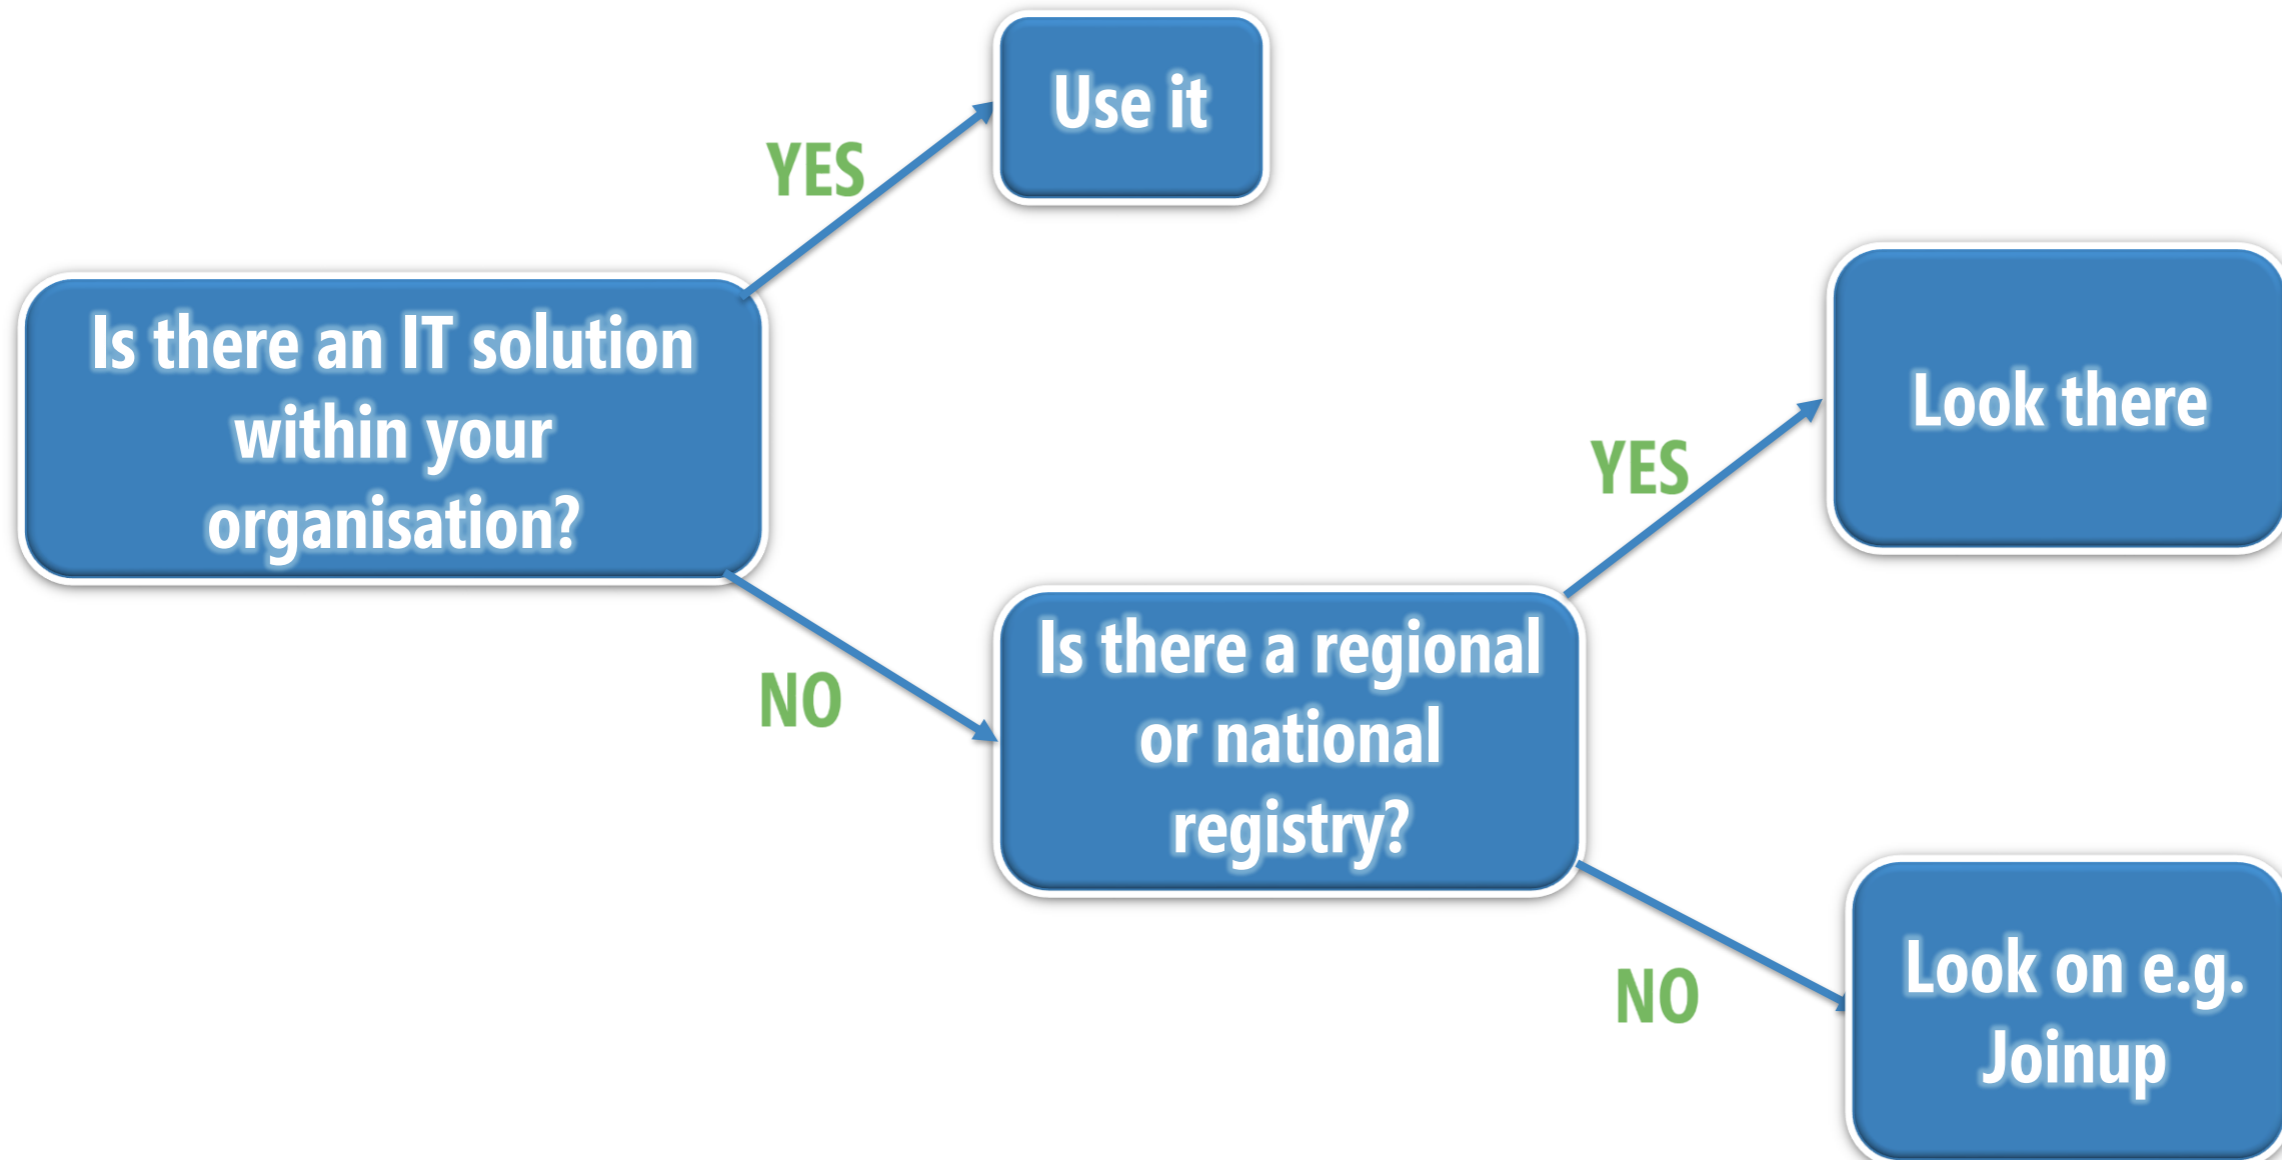 Use it
YES
Is there an IT solution
within your
organisation?
Look there
YES
NO
Is there a regional
or national
registry?
NO
Look on e.g.
Joinup